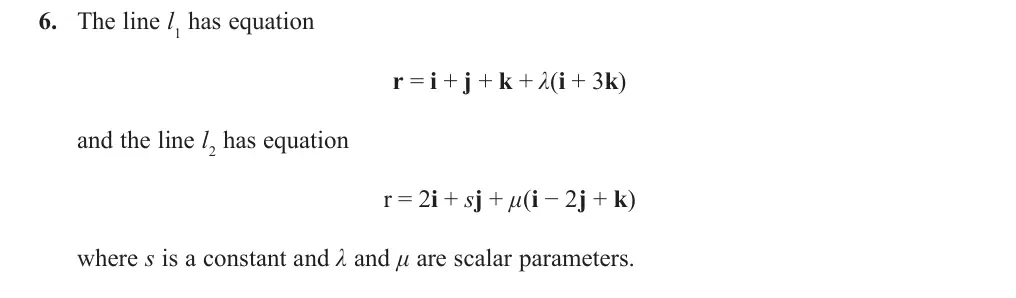 6. The line l₁ has equation
r = i + j + k + λ(i + 3k)
and the line l₂ has equation
r = 2i + sj + μ(i − 2j + k)
where s is a constant and λ and μ are scalar parameters.